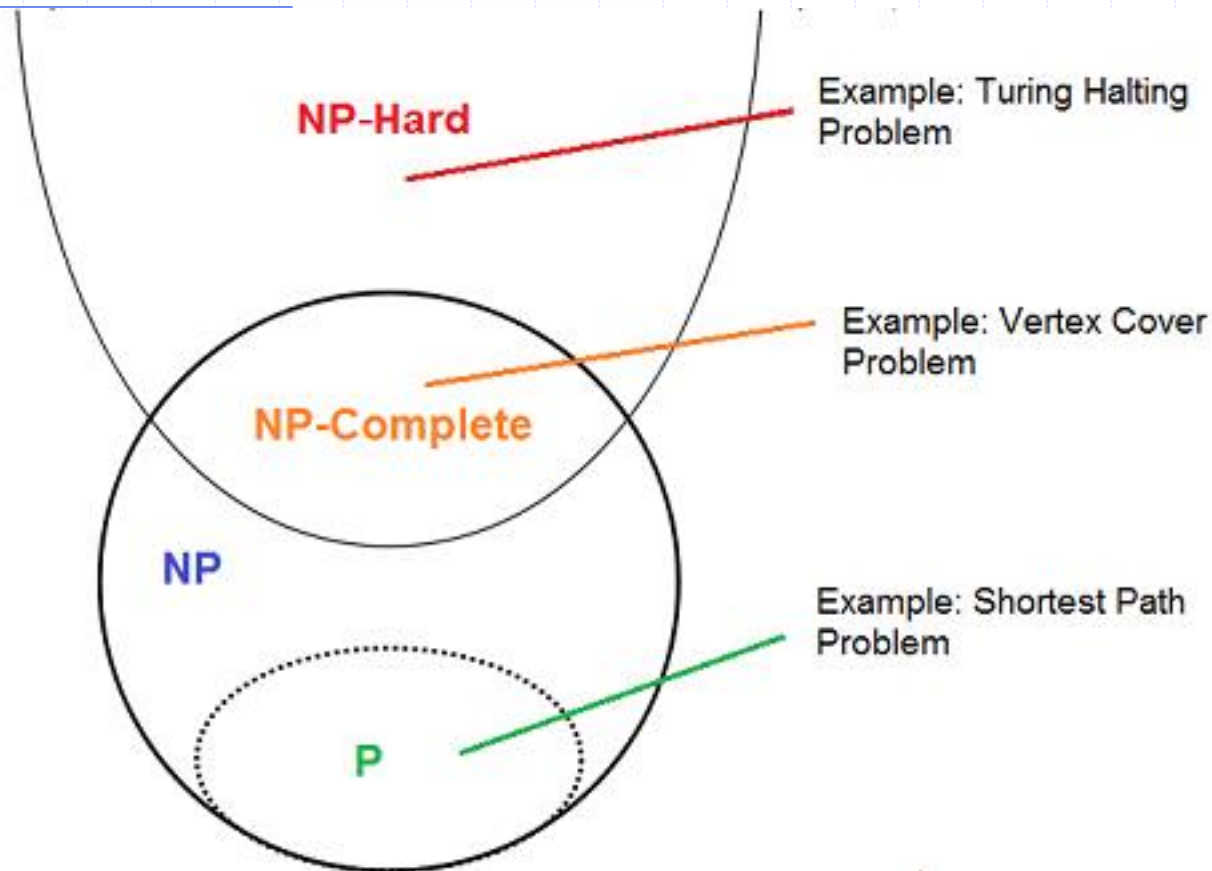 NP-Hard
Example: Turing Halting
Problem
Example: Vertex Cover
Problem
NP-Complete
NP
Example: Shortest Path
Problem
P